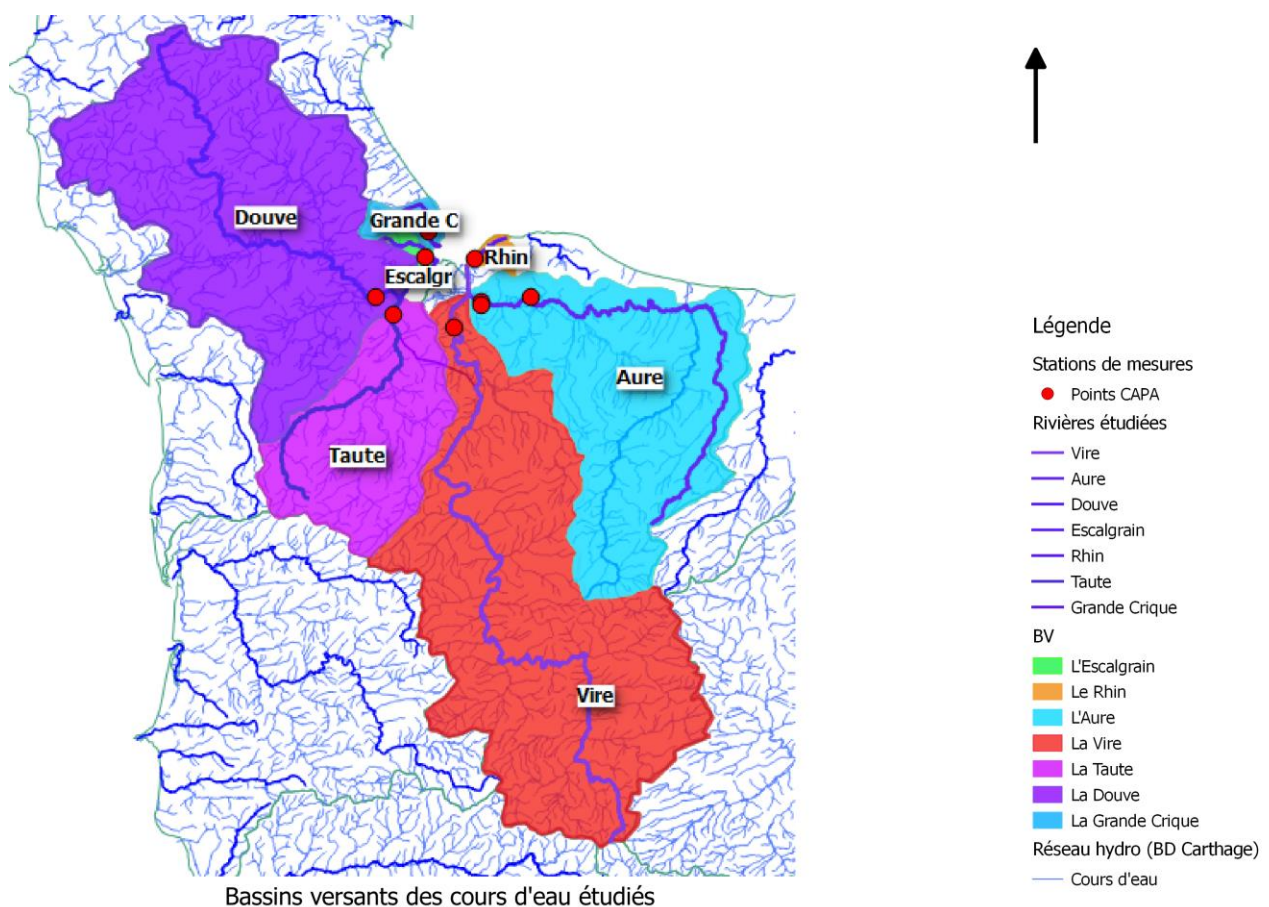 Douve
Grande C
Rhin
Escalgr
Aure
Taute
Vire
Bassins versants des cours d'eau étudiés
Légende
Stations de mesures
Points CAPA
Rivières étudiées
Vire
Aure
Douve
Escalgrain
Rhin
Taute
Grande Crique
BV
L'Escalgrain
Le Rhin
L'Aure
La Vire
La Taute
La Douve
La Grande Crique
Réseau hydro (BD Carthage)
Cours d'eau